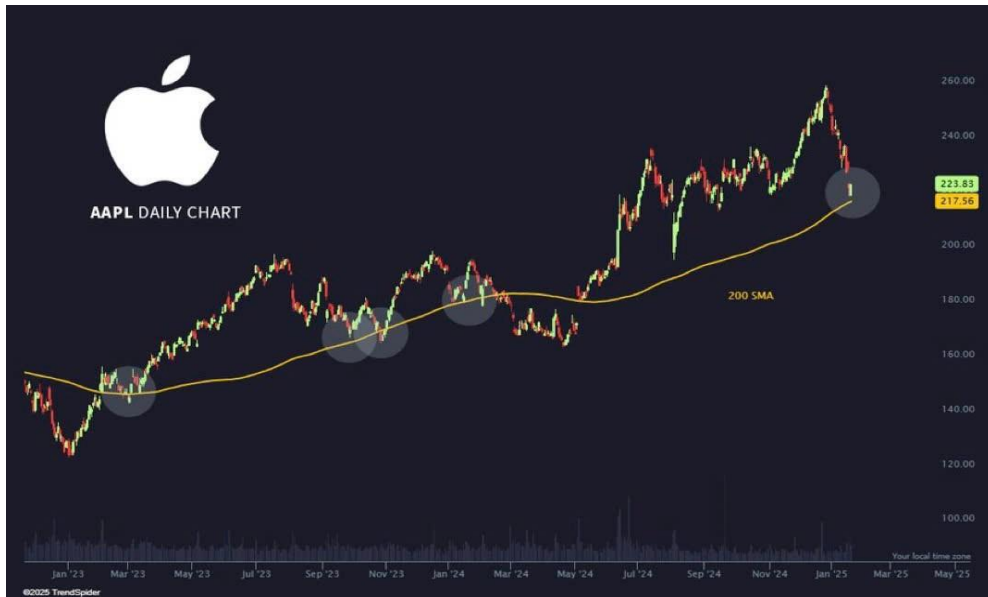 AAPL DAILY CHART
260.00
240.00
223.83
217.56
200.00
200 SMA
180.00
160.00
140.00
120.00
100.00
Your local time zone
Jan '23 Mar '23 May '23 Jul '23 Sep '23 Nov '23 Jan '24 Mar '24 May '24 Jul '24 Sep '24 Nov '24 Jan '25 Mar '25 May '25
©2025 TrendSpider